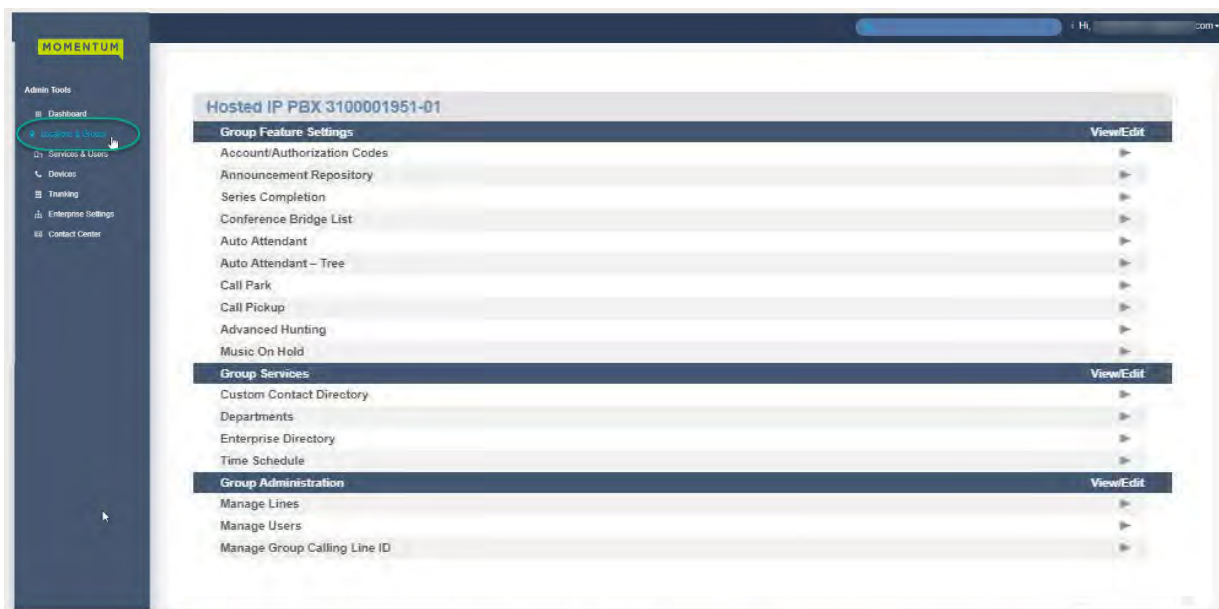 MOMENTUM
Hi,
com
Admin Tools
Dashboard
Locations & Groups
Services & Users
Devices
Trunking
Enterprise Settings
Contact Center
Hosted IP PBX 3100001951-01
Group Feature Settings View/Edit
Account/Authorization Codes
Announcement Repository
Series Completion
Conference Bridge List
Auto Attendant
Auto Attendant – Tree
Call Park
Call Pickup
Advanced Hunting
Music On Hold
Group Services View/Edit
Custom Contact Directory
Departments
Enterprise Directory
Time Schedule
Group Administration View/Edit
Manage Lines
Manage Users
Manage Group Calling Line ID